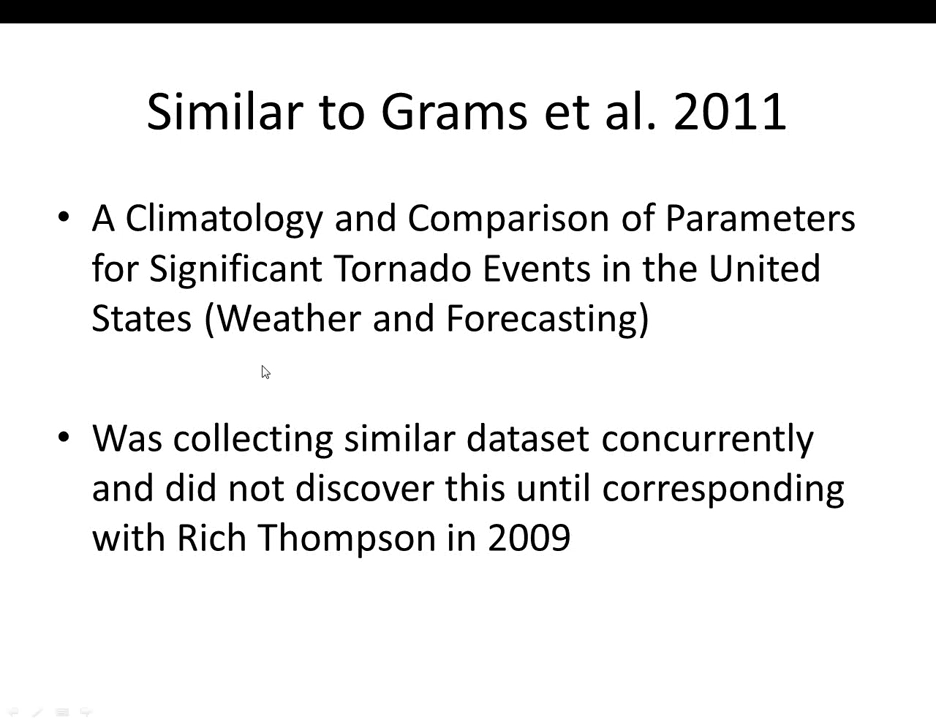 Similar to Grams et al. 2011
• A Climatology and Comparison of Parameters
for Significant Tornado Events in the United
States (Weather and Forecasting)
• Was collecting similar dataset concurrently
and did not discover this until corresponding
with Rich Thompson in 2009